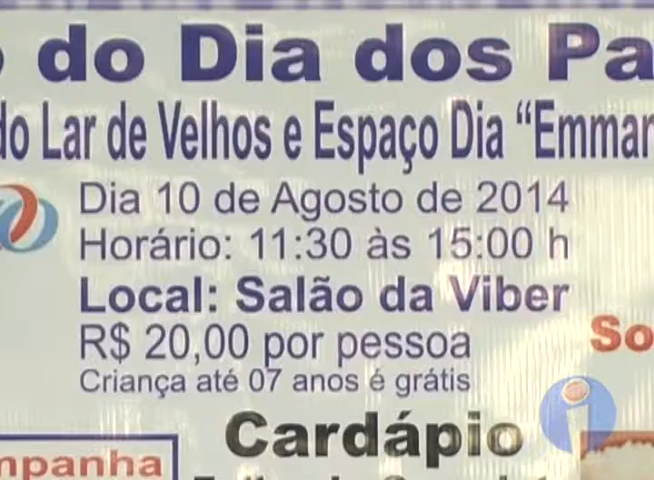 do Dia dos Pa
do Lar de Velhos e Espaço Dia “Emman
Dia 10 de Agosto de 2014
Horário: 11:30 às 15:00 h
Local: Salão da Viber
R$ 20,00 por pessoa
So
Criança até 07 anos é grátis
Cardápio
mpanha